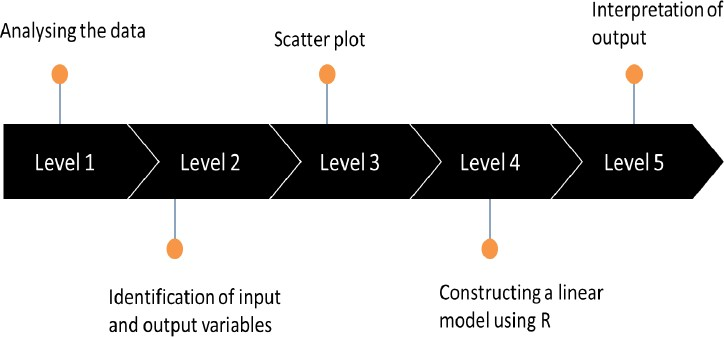 Analysing the data
Scatter plot
Interpretation of
output
Level 1
Level 2
Level 3
Level 4
Level 5
Identification of input
and output variables
Constructing a linear
model using R